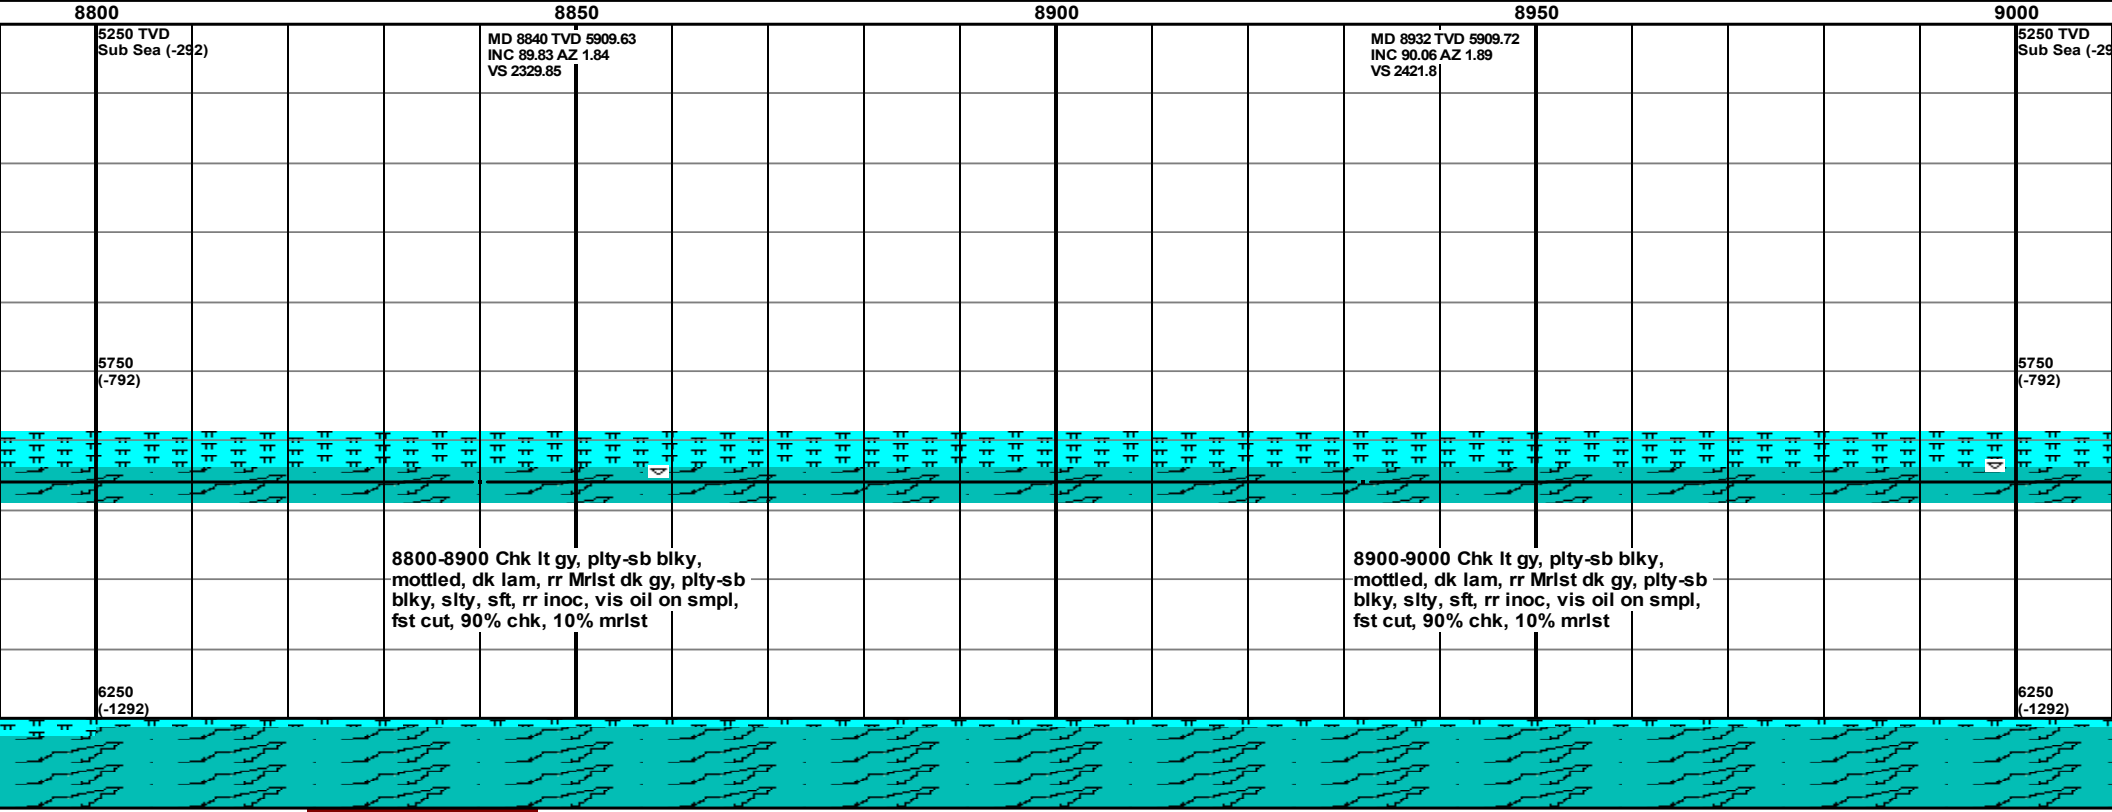 8800 8850 8900 8950 9000
5250 TVD
Sub Sea (-292)
MD 8840 TVD 5909.63
INC 89.83 AZ 1.84
VS 2329.85
MD 8932 TVD 5909.72
INC 90.06 AZ 1.89
VS 2421.8
5250 TVD
Sub Sea (-29
5750
(-792)
5750
(-792)
8800-8900 Chk lt gy, plty-sb blky,
mottled, dk lam, rr Mrlst dk gy, plty-sb
blky, slty, sft, rr inoc, vis oil on smpl,
fst cut, 90% chk, 10% mrlst
8900-9000 Chk lt gy, plty-sb blky,
mottled, dk lam, rr Mrlst dk gy, plty-sb
blky, slty, sft, rr inoc, vis oil on smpl,
fst cut, 90% chk, 10% mrlst
6250
(-1292)
6250
(-1292)